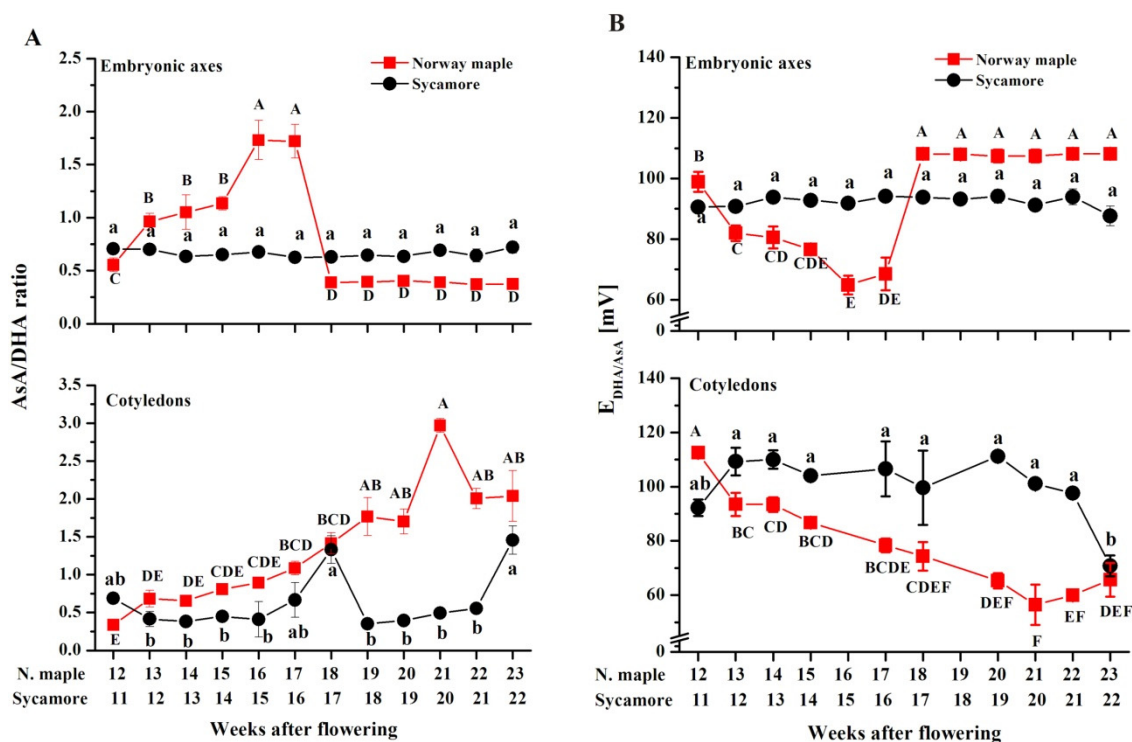 A
AsA/DHA ratio
Embryonic axes
Norway maple
Sycamore
2.5
2.0
1.5
1.0
0.5
0.0
A A
B B B
C
D D D D D D
a a a a a a a a a a a a
Cotyledons
3.5
3.0
2.5
2.0
1.5
1.0
0.5
0.0
E DE DE CDE CDE BCD BCD AB AB A AB AB
ab b b b b ab a b b b b a
N. maple 12 13 14 15 16 17 18 19 20 21 22 23
Sycamore 11 12 13 14 15 16 17 18 19 20 21 22
Weeks after flowering
B
E DHA/AsA [mV]
Embryonic axes
Norway maple
Sycamore
140
120
100
80
60
0
B C CD CDE E DE A A A A A A
a a a a a a a a a a a a
Cotyledons
140
120
100
80
60
0
A BC CD BCD BCDE CDEF DEF F EF DEF
ab a a a a a a a a b
N. maple 12 13 14 15 16 17 18 19 20 21 22 23
Sycamore 11 12 13 14 15 16 17 18 19 20 21 22
Weeks after flowering